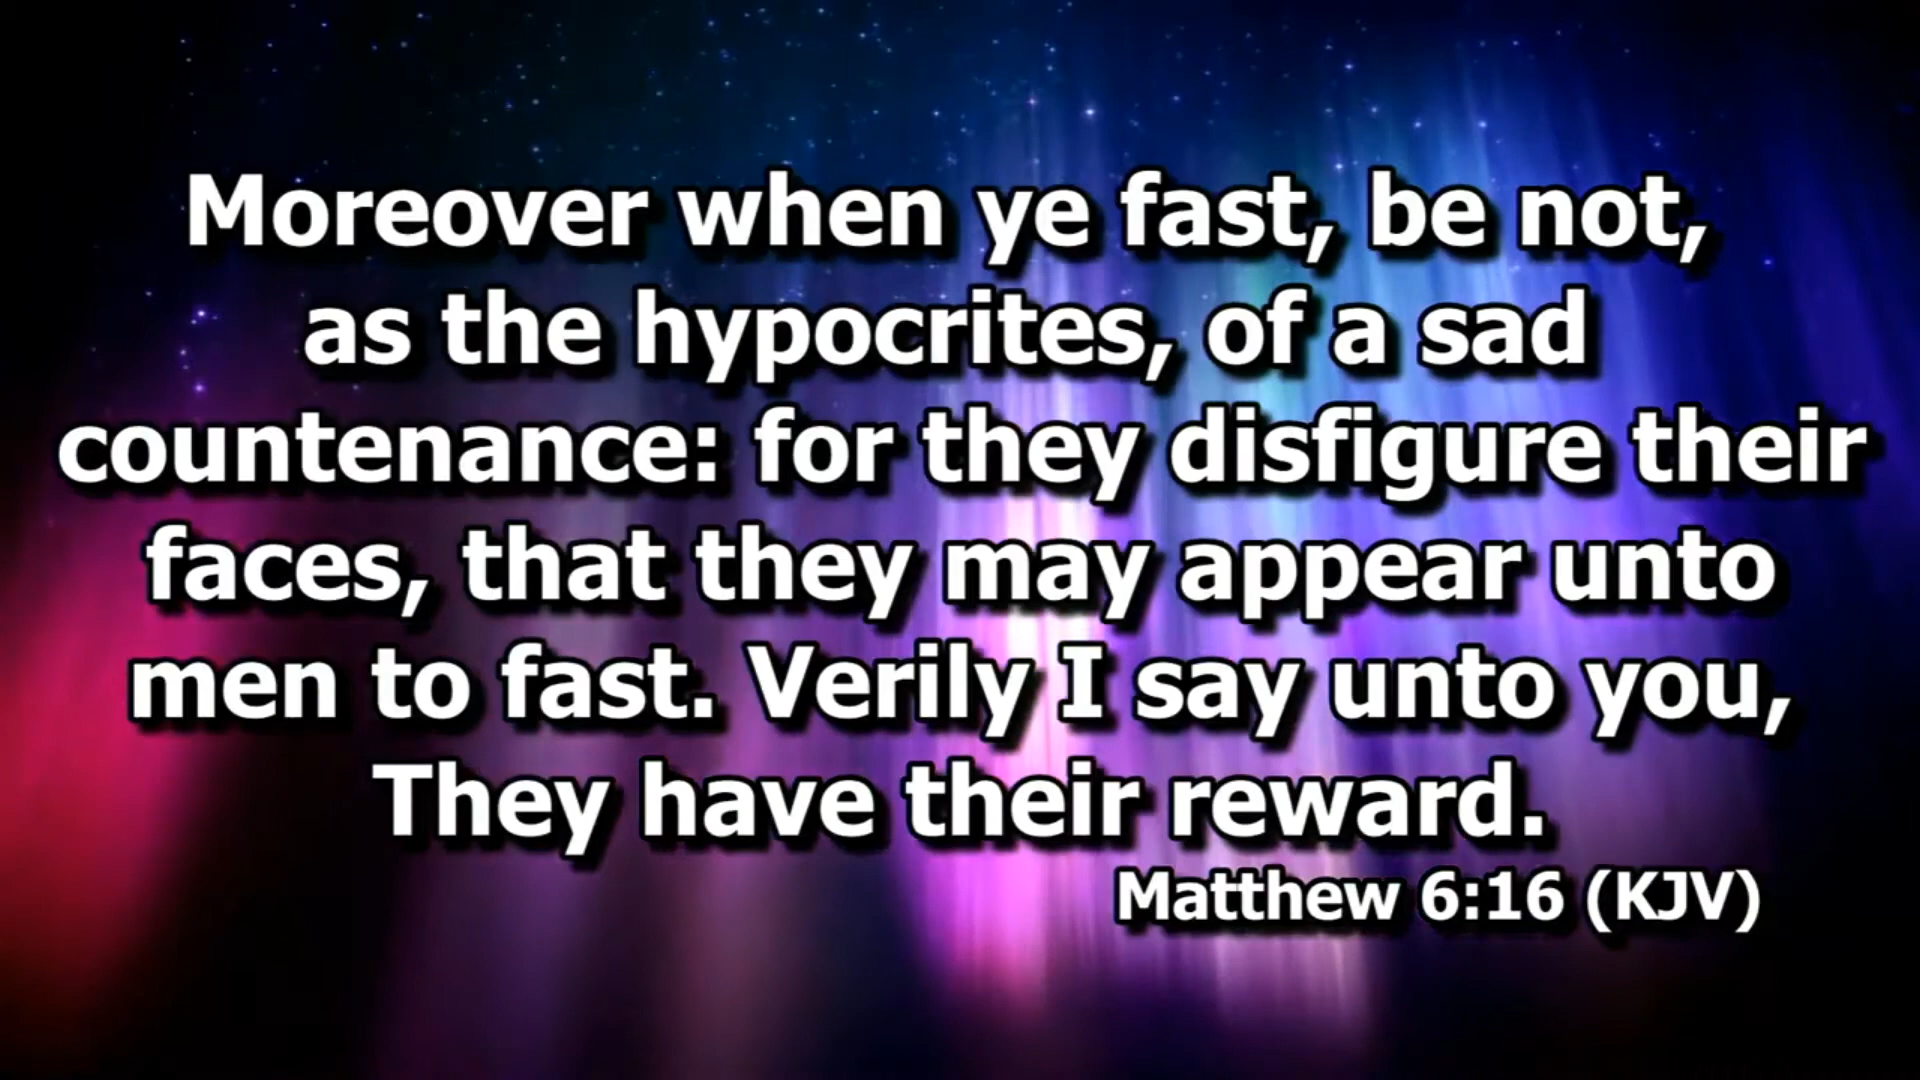 Moreover when ye fast, be not,
as the hypocrites, of a sad
countenance: for they disfigure their
faces, that they may appear unto
men to fast. Verily I say unto you,
They have their reward.
Matthew 6:16 (KJV)